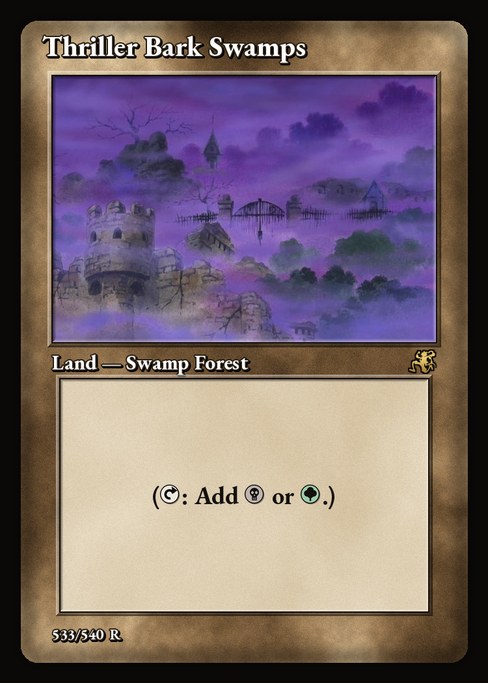 Thriller Bark Swamps
Land — Swamp Forest
(: Add or .)
533/540 R